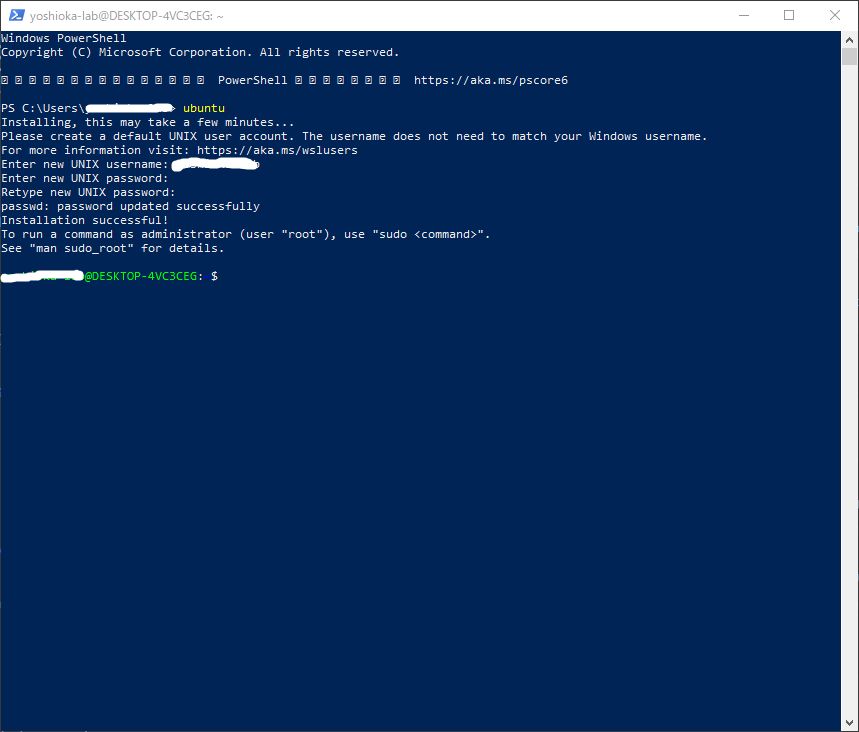 yoshioka-lab@DESKTOP-4VC3CEG: ~
Windows PowerShell
Copyright (C) Microsoft Corporation. All rights reserved.
PowerShell https://aka.ms/pscore6
PS C:\Users\ > ubuntu
Installing, this may take a few minutes...
Please create a default UNIX user account. The username does not need to match your Windows username.
For more information visit: https://aka.ms/wslusers
Enter new UNIX username:
Enter new UNIX password:
Retype new UNIX password:
passwd: password updated successfully
Installation successful!
To run a command as administrator (user "root"), use "sudo <command>".
See "man sudo_root" for details.
@DESKTOP-4VC3CEG: $